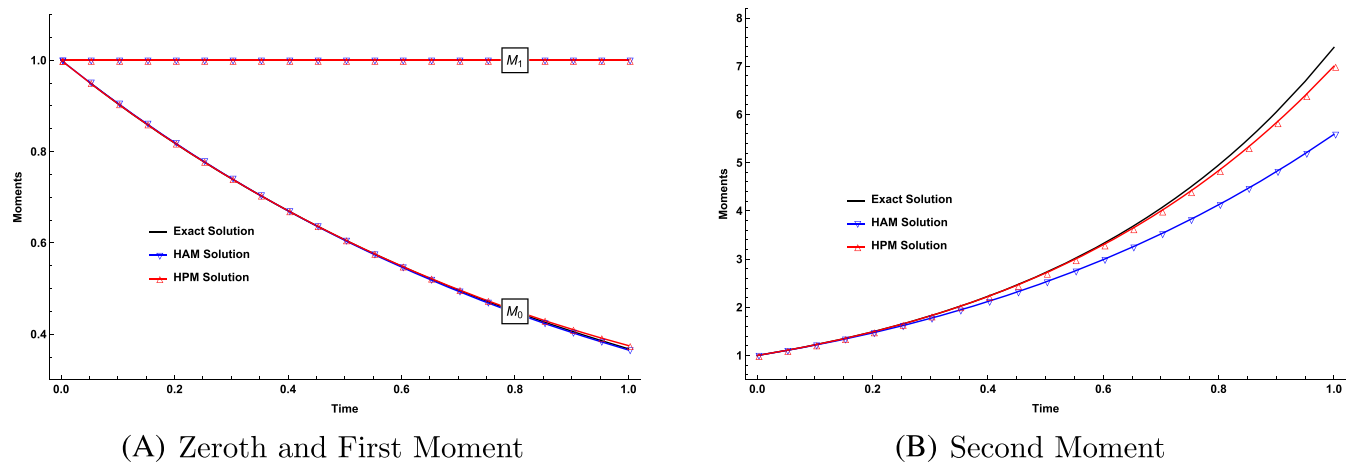 1.0
0.8
0.6
0.4
Moments
M1
M0
Exact Solution
HAM Solution
HPM Solution
0.0 0.2 0.4 0.6 0.8 1.0
Time
(A) Zeroth and First Moment
8
7
6
5
4
3
2
1
Moments
Exact Solution
HAM Solution
HPM Solution
0.0 0.2 0.4 0.6 0.8 1.0
Time
(B) Second Moment